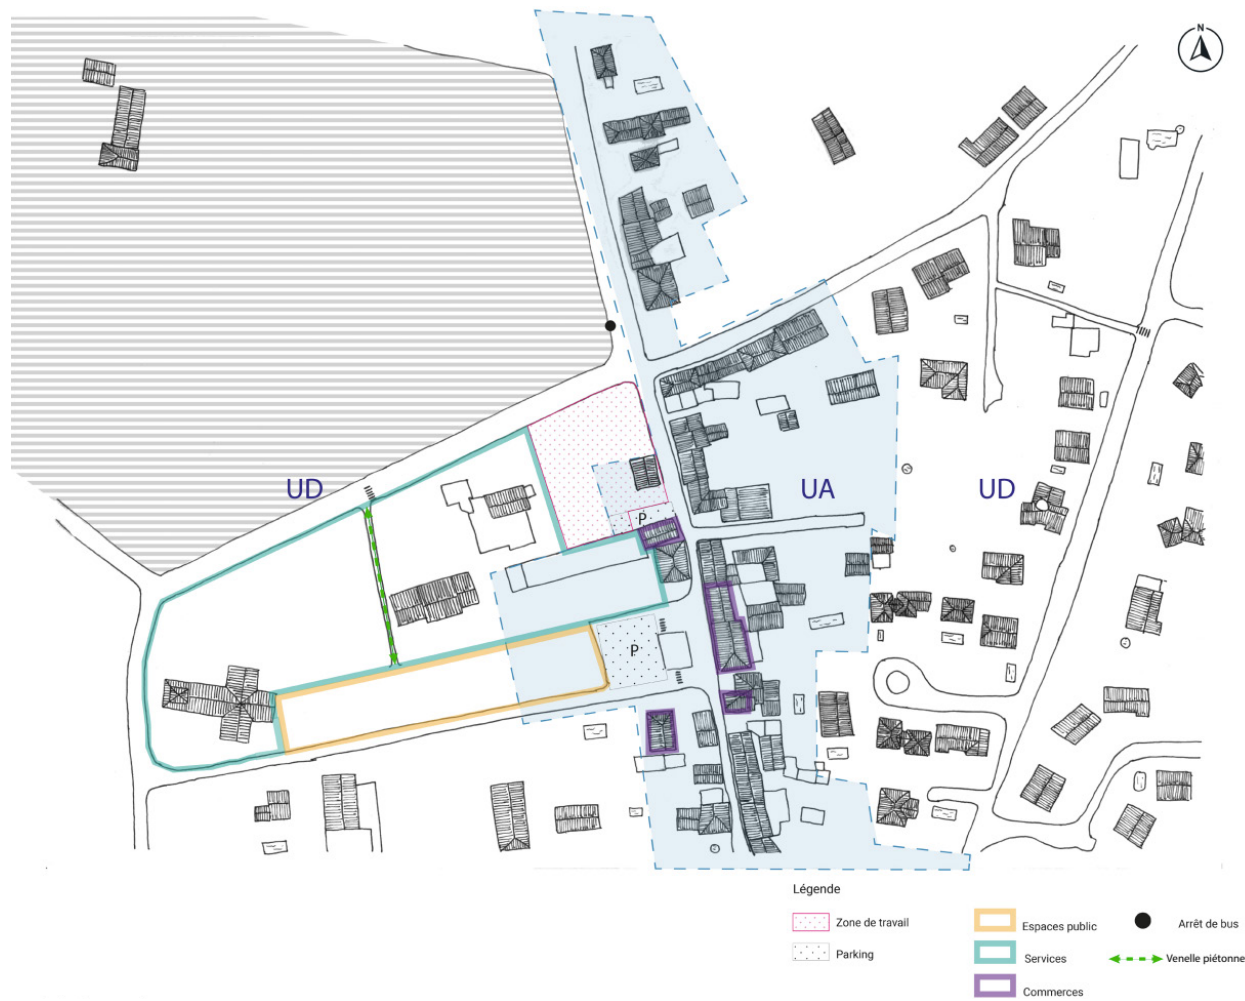 N
UD
UA
UD
P
P
Légende
Zone de travail
Parking
Espaces public
Services
Commerces
Arrêt de bus
Venelle piétonne